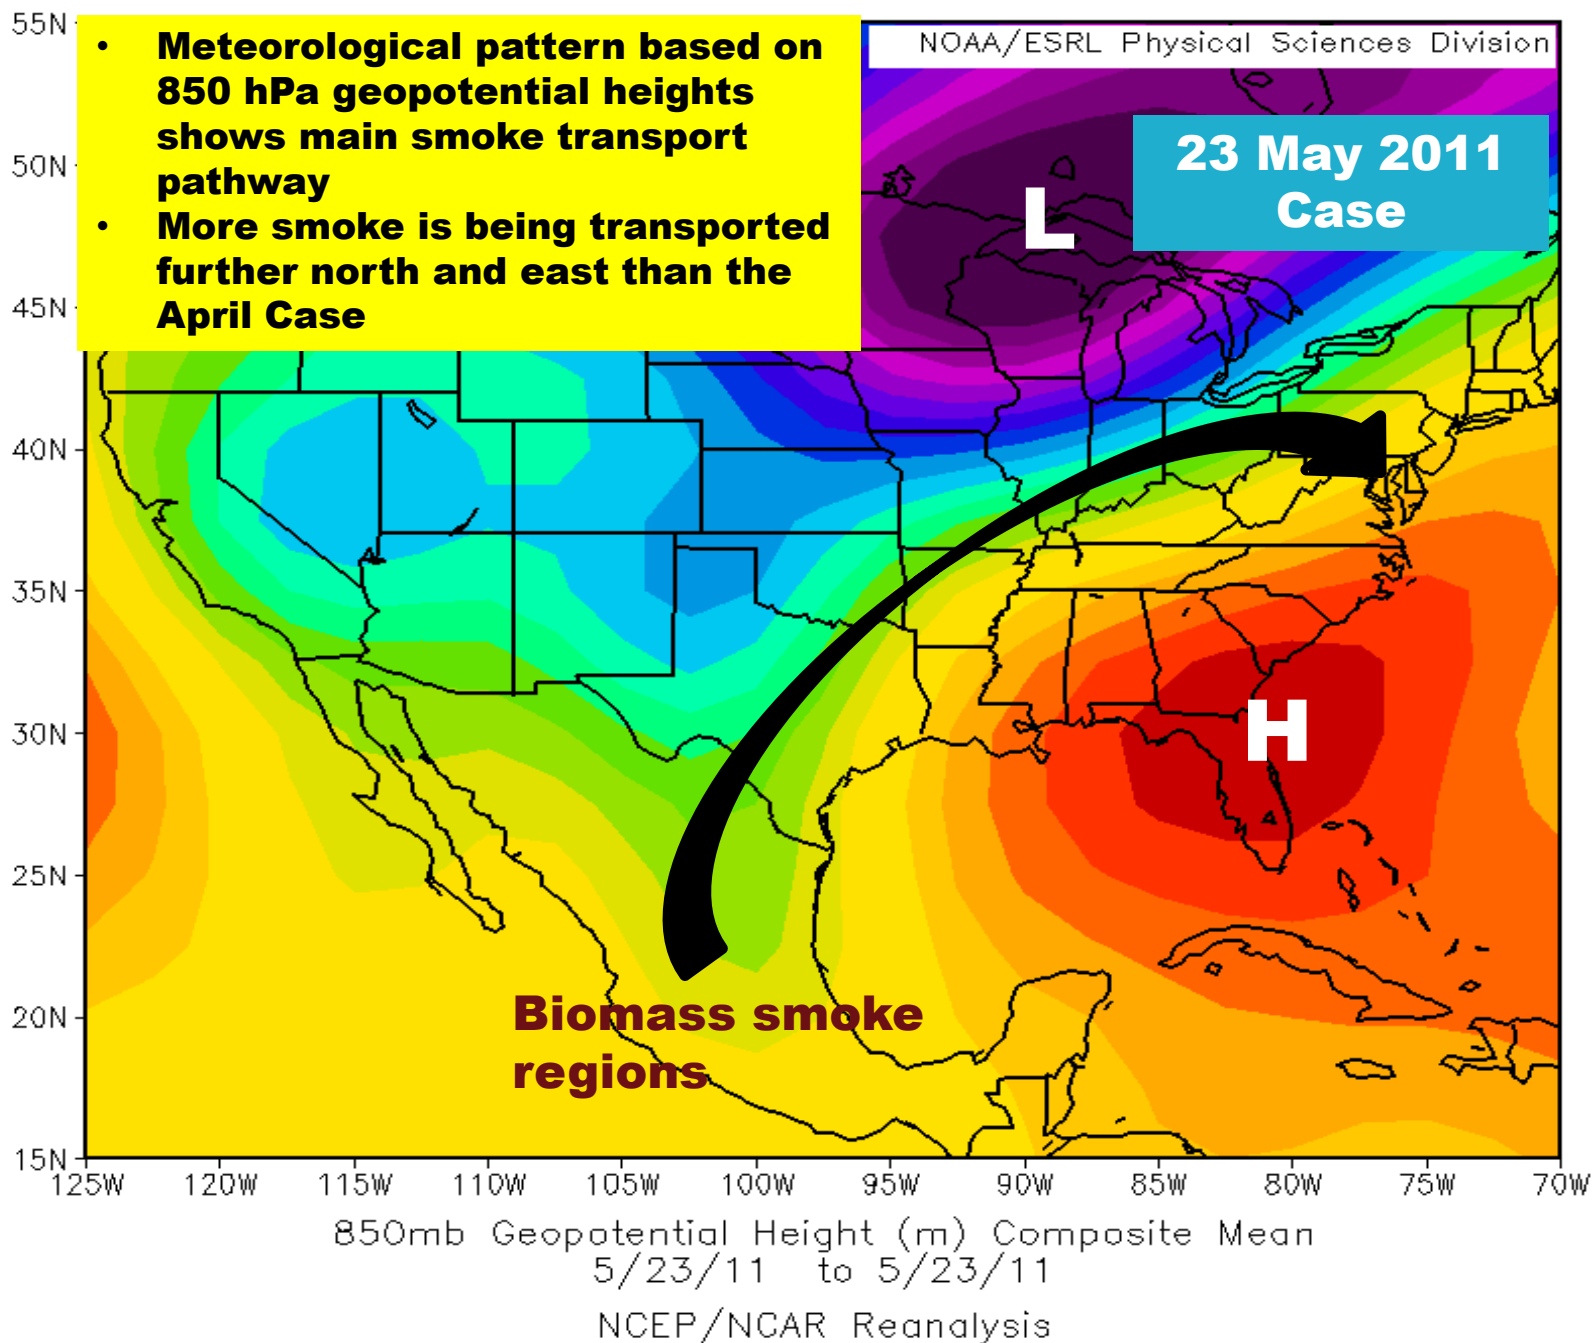 • Meteorological pattern based on
850 hPa geopotential heights
shows main smoke transport
pathway
• More smoke is being transported
further north and east than the
April Case
NOAA/ESRL Physical Sciences Division
23 May 2011
Case
L
H
Biomass smoke
regions
55N
50N
45N
40N
35N
30N
25N
20N
15N
125W 120W 115W 110W 105W 100W 95W 90W 85W 80W 75W 70W
850mb Geopotential Height (m) Composite Mean
5/23/11 to 5/23/11
NCEP/NCAR Reanalysis